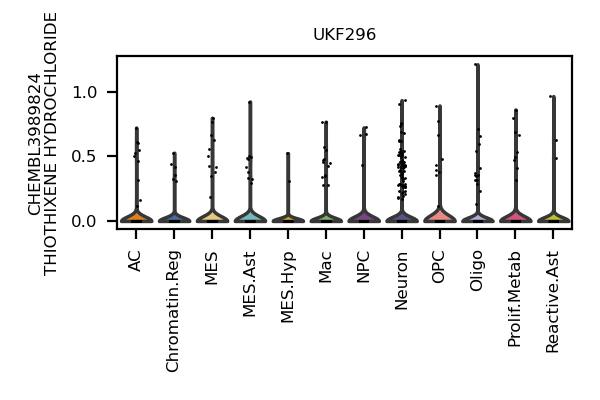 UKF296
CHEMBL3989824
THIOTHIXENE HYDROCHLORIDE
1.0
0.5
0.0
AC
Chromatin.Reg
MES
MES.Ast
MES.Hyp
Mac
NPC
Neuron
OPC
Oligo
Prolif.Metab
Reactive.Ast